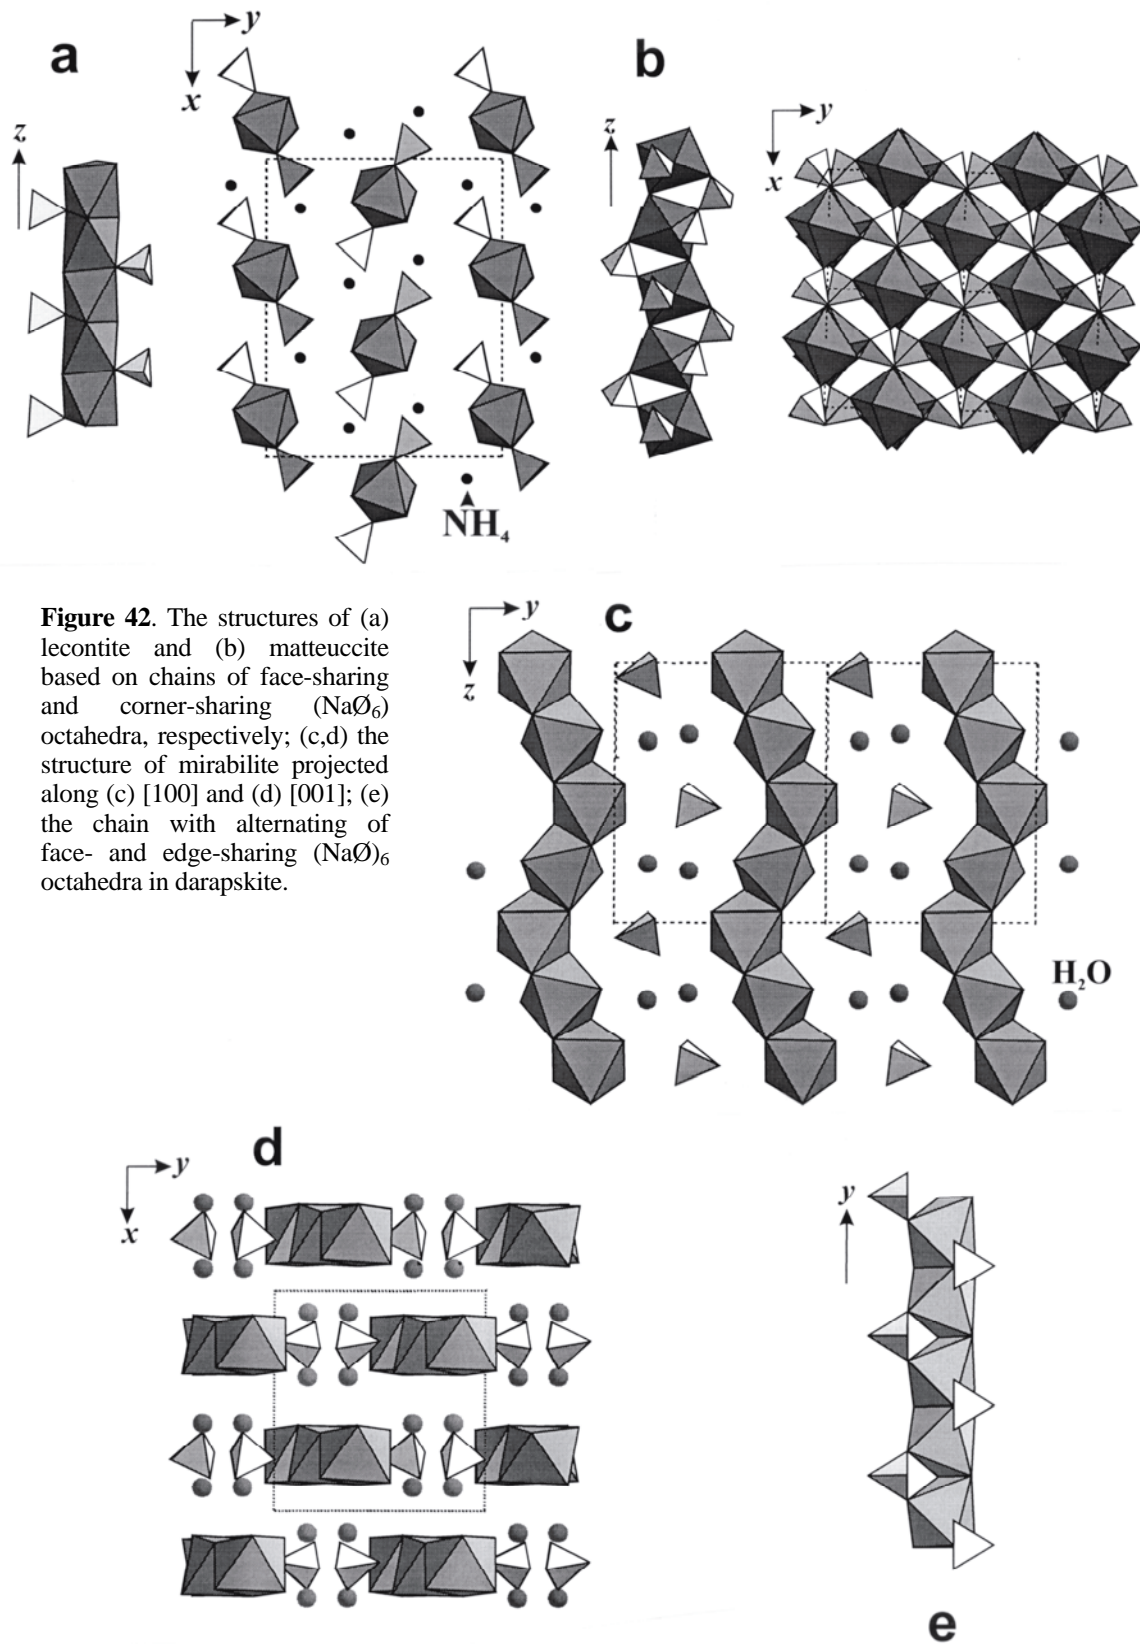 a
y
x
z
b
z
y
x
NH₄
Figure 42. The structures of (a)
lecontite and (b) matteuccite
based on chains of face-sharing
and corner-sharing (NaØ₆)
octahedra, respectively; (c,d) the
structure of mirabilite projected
along (c) [100] and (d) [001]; (e)
the chain with alternating of
face- and edge-sharing (NaØ)₆
octahedra in darapskite.
c
y
z
H₂O
d
y
x
y
e